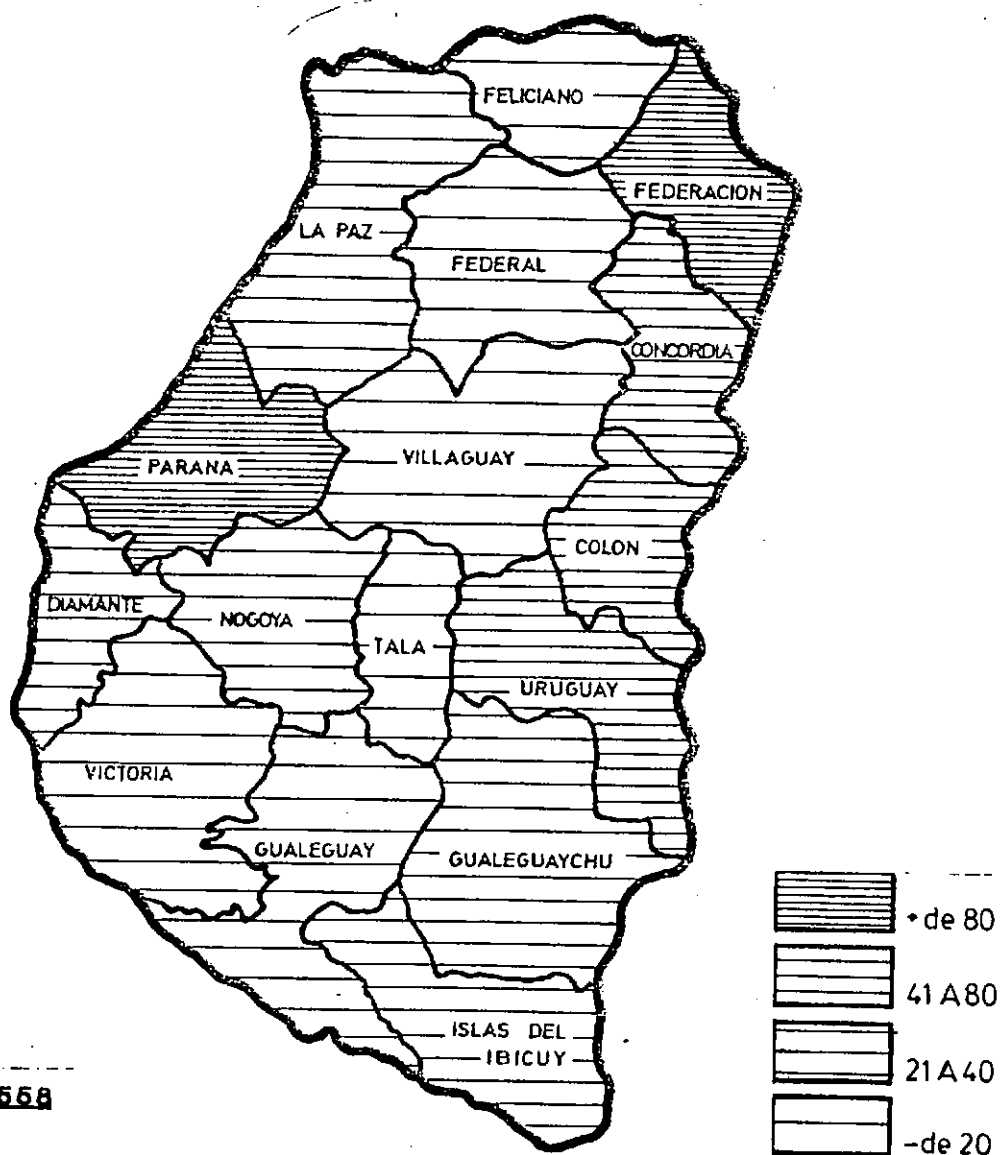 FELICIANO
FEDERACION
LA PAZ
FEDERAL
CONCORDIA
VILLAGUAY
PARANA
COLON
DIAMANTE
NOGOYA
TALA
URUGUAY
VICTORIA
GUALEGUAY
GUALEGUAYCHU
ISLAS DEL
IBICUY
+ de 80
41 A 80
21 A 40
-de 20